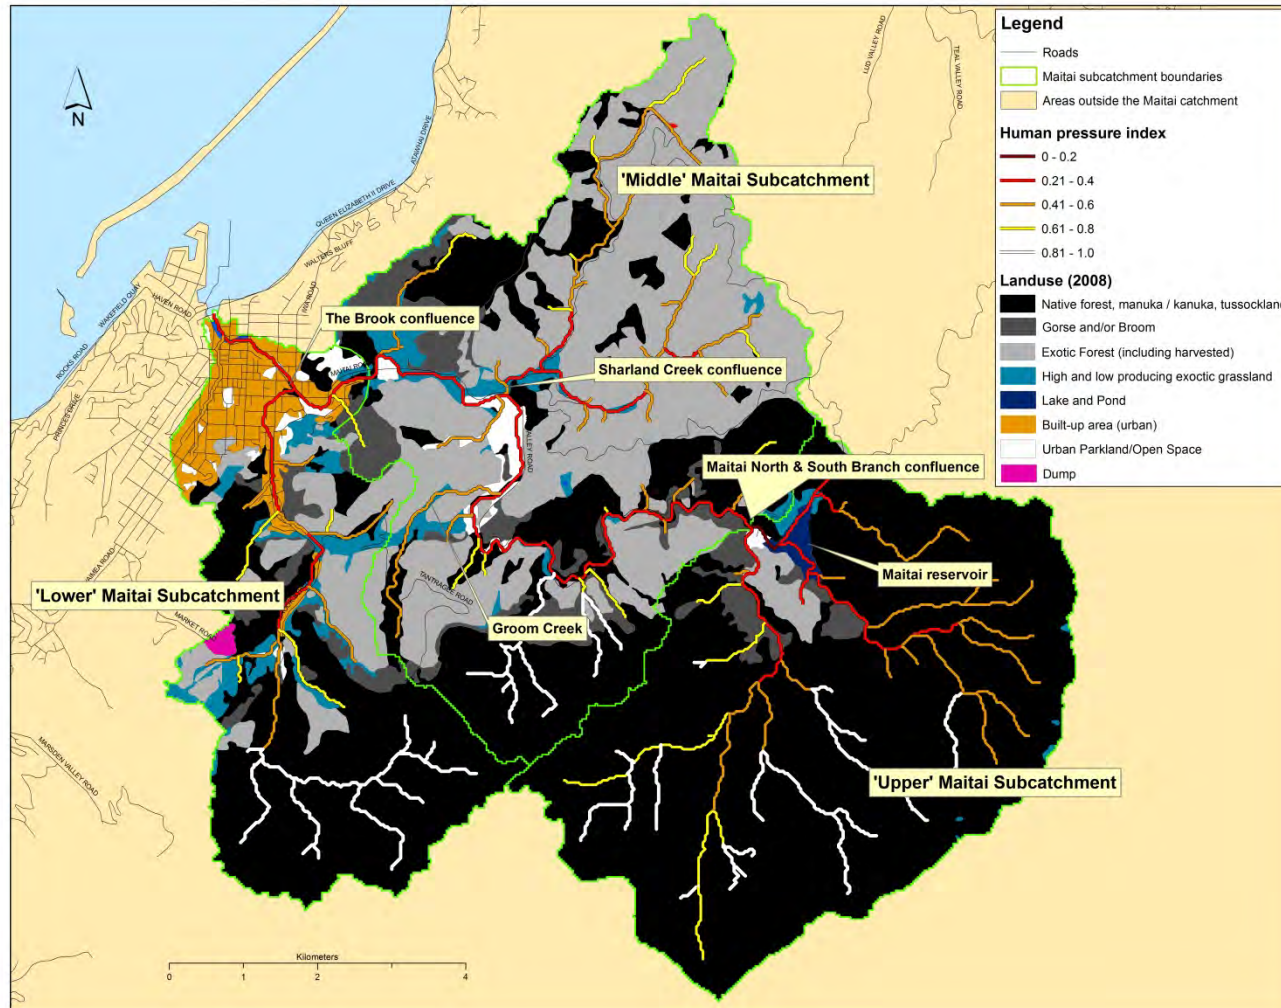 Legend
Roads
Maitai subcatchment boundaries
Areas outside the Maitai catchment
Human pressure index
0 - 0.2
0.21 - 0.4
0.41 - 0.6
0.61 - 0.8
0.81 - 1.0
Landuse (2008)
Native forest, manuka / kanuka, tussockland
Gorse and/or Broom
Exotic Forest (including harvested)
High and low producing exoctic grassland
Lake and Pond
Built-up area (urban)
Urban Parkland/Open Space
Dump
N
LUD VALLEY ROAD
TEAL VALLEY ROAD
ATAWHAI DRIVE
QUEEN ELIZABETH II DRIVE
WALTERS BLUFF
HAVEN ROAD
WAKEFIELD QUAY
ROCKS ROAD
PRINCES DRIVE
'Middle' Maitai Subcatchment
The Brook confluence
Sharland Creek confluence
Maitai North & South Branch confluence
Maitai reservoir
'Lower' Maitai Subcatchment
MARKET ROAD
TANTRAGEE ROAD
Groom Creek
MARSDEN VALLEY ROAD
'Upper' Maitai Subcatchment
Kilometers
0 1 2 4